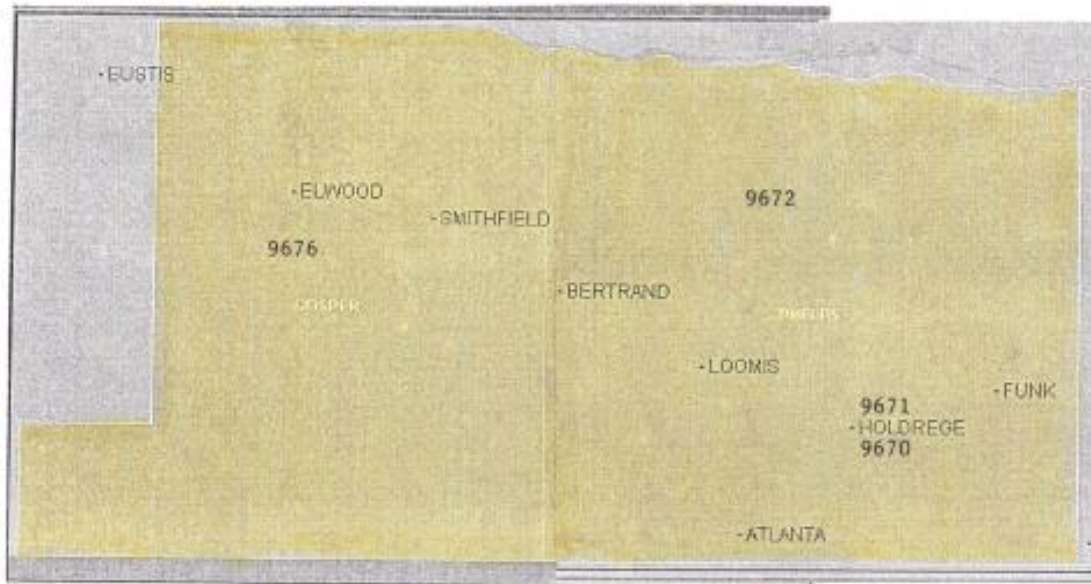 EUSTIS
ELWOOD
9672
SMITHFIELD
9676
BERTRAND
GOSPER
PHELPS
LOOMIS
FUNK
9671
HOLDREGE
9670
ATLANTA